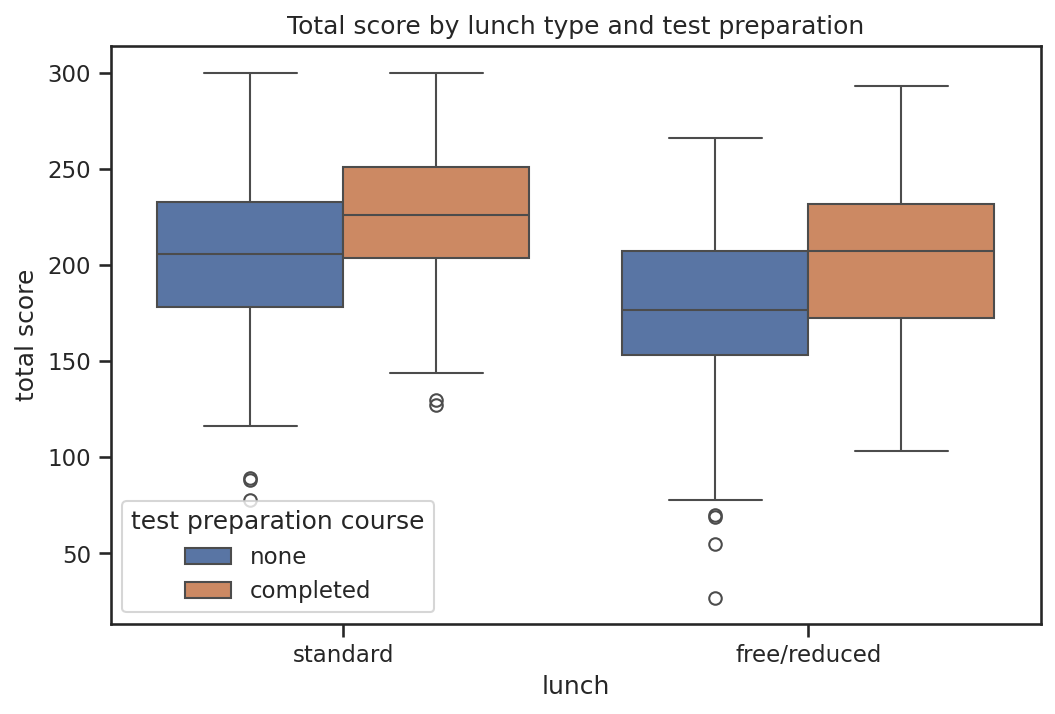 Total score by lunch type and test preparation
300
250
200
150
100
50
total score
test preparation course
none
completed
standard
free/reduced
lunch